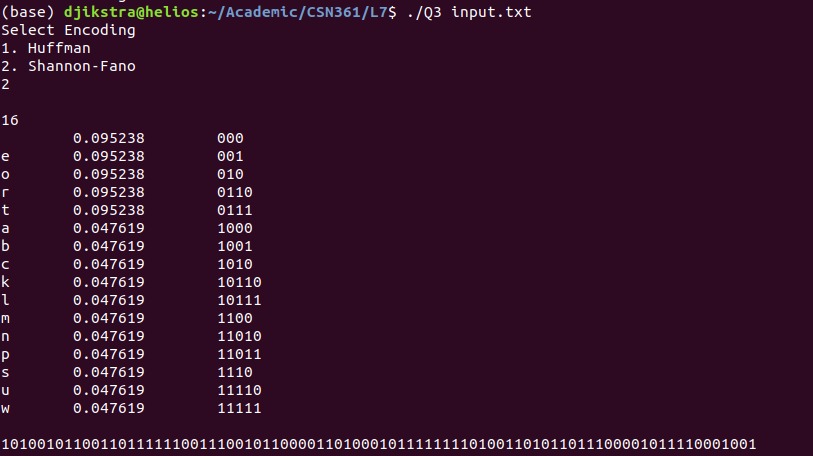 (base) djikstra@helios:~/Academic/CSN361/L7$ ./Q3 input.txt
Select Encoding
1. Huffman
2. Shannon-Fano
2
16
0.095238 000
e 0.095238 001
o 0.095238 010
r 0.095238 0110
t 0.095238 0111
a 0.047619 1000
b 0.047619 1001
c 0.047619 1010
k 0.047619 10110
l 0.047619 10111
m 0.047619 1100
n 0.047619 11010
p 0.047619 11011
s 0.047619 1110
u 0.047619 11110
w 0.047619 11111
101001011001101111110011100101100001101000101111111101001101011011100001011110001001